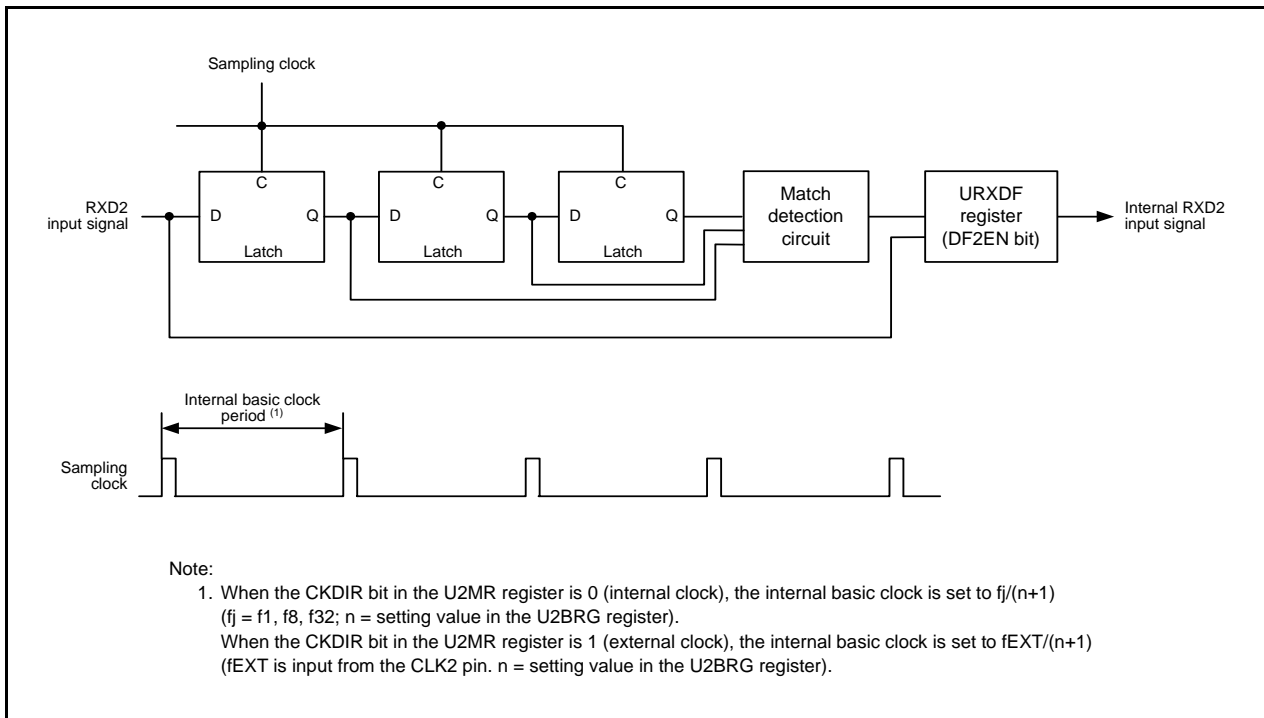 Sampling clock
C
C
C
RXD2
input signal
D
Q
D
Q
D
Q
Latch
Latch
Latch
Match
detection
circuit
URXDF
register
(DF2EN bit)
Internal RXD2
input signal
Internal basic clock
period (1)
Sampling
clock
Note:
1. When the CKDIR bit in the U2MR register is 0 (internal clock), the internal basic clock is set to fj/(n+1)
(fj = f1, f8, f32; n = setting value in the U2BRG register).
When the CKDIR bit in the U2MR register is 1 (external clock), the internal basic clock is set to fEXT/(n+1)
(fEXT is input from the CLK2 pin. n = setting value in the U2BRG register).